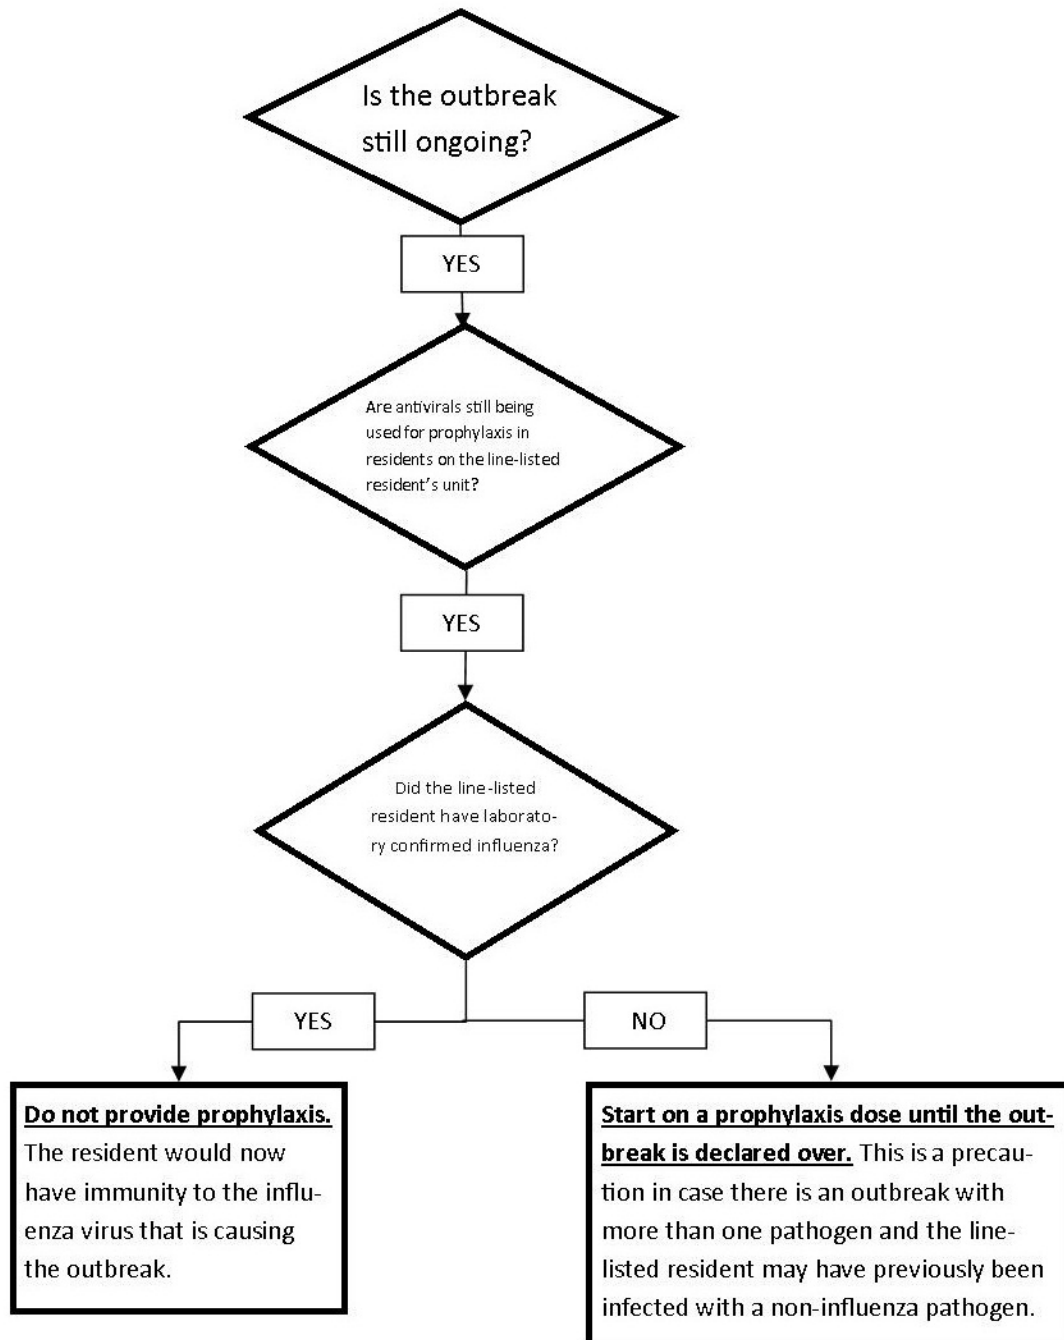 Is the outbreak
still ongoing?
YES
Are antivirals still being
used for prophylaxis in
residents on the line-listed
resident's unit?
YES
Did the line-listed
resident have laborato-
ry confirmed influenza?
YES
NO
Do not provide prophylaxis.
The resident would now
have immunity to the influ-
enza virus that is causing
the outbreak.
Start on a prophylaxis dose until the out-
break is declared over. This is a precau-
tion in case there is an outbreak with
more than one pathogen and the line-
listed resident may have previously been
infected with a non-influenza pathogen.